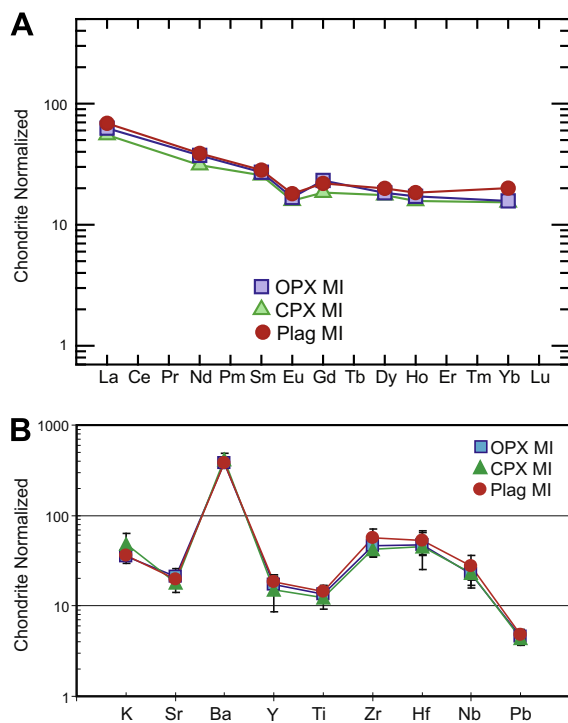 A
Chondrite Normalized
100
10
1
OPX MI
CPX MI
Plag MI
La Ce Pr Nd Pm Sm Eu Gd Tb Dy Ho Er Tm Yb Lu
B
Chondrite Normalized
1000
100
10
1
OPX MI
CPX MI
Plag MI
K Sr Ba Y Ti Zr Hf Nb Pb